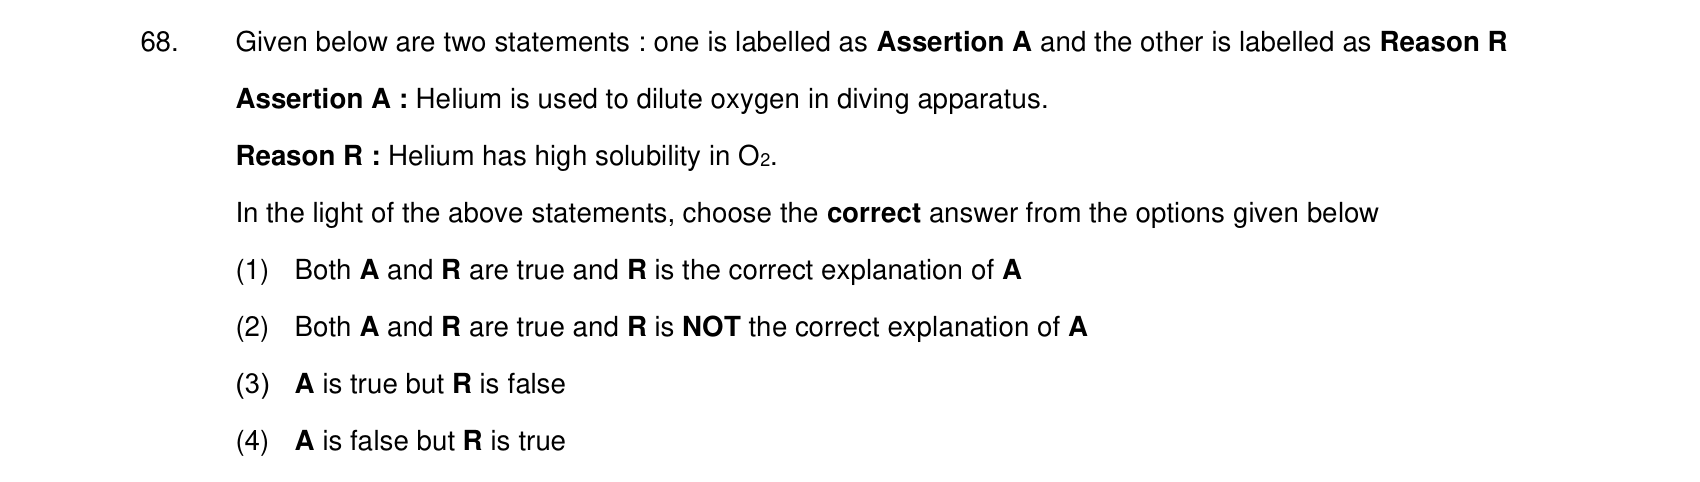 68. Given below are two statements : one is labelled as Assertion A and the other is labelled as Reason R
Assertion A : Helium is used to dilute oxygen in diving apparatus.
Reason R : Helium has high solubility in O₂.
In the light of the above statements, choose the correct answer from the options given below
(1) Both A and R are true and R is the correct explanation of A
(2) Both A and R are true and R is NOT the correct explanation of A
(3) A is true but R is false
(4) A is false but R is true